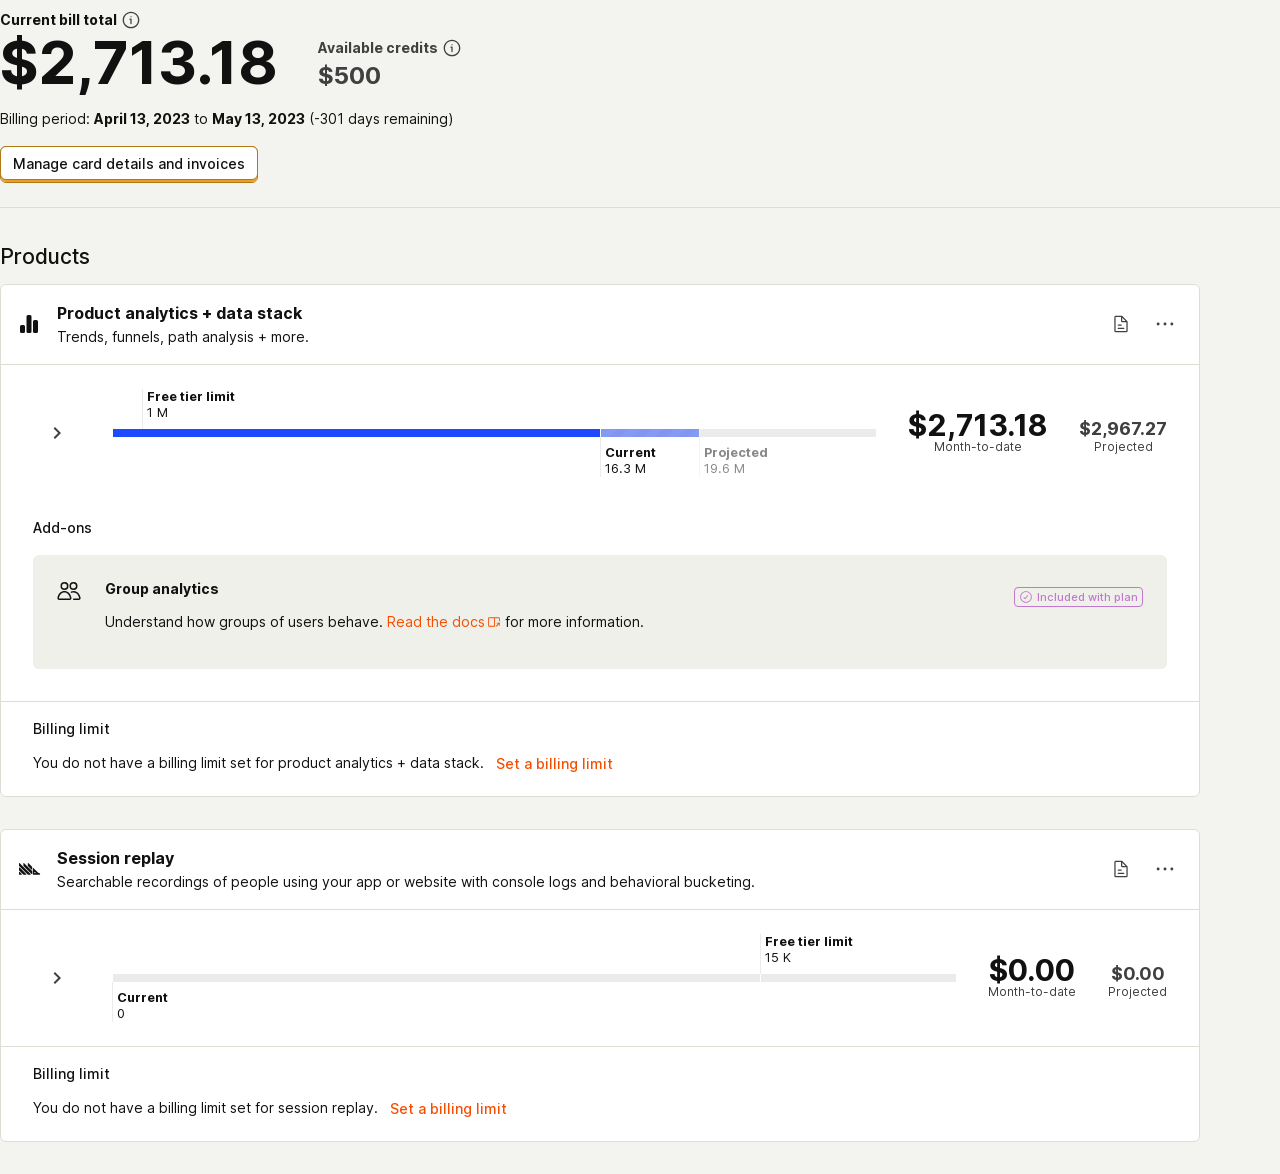 Current bill total
$2,713.18
Available credits
$500
Billing period: April 13, 2023 to May 13, 2023 (-301 days remaining)
Manage card details and invoices
Products
Product analytics + data stack
Trends, funnels, path analysis + more.
Free tier limit
1 M
Current
16.3 M
Projected
19.6 M
$2,713.18
Month-to-date
$2,967.27
Projected
Add-ons
Group analytics
Included with plan
Understand how groups of users behave. Read the docs for more information.
Billing limit
You do not have a billing limit set for product analytics + data stack. Set a billing limit
Session replay
Searchable recordings of people using your app or website with console logs and behavioral bucketing.
Free tier limit
15 K
Current
0
$0.00
Month-to-date
$0.00
Projected
Billing limit
You do not have a billing limit set for session replay. Set a billing limit